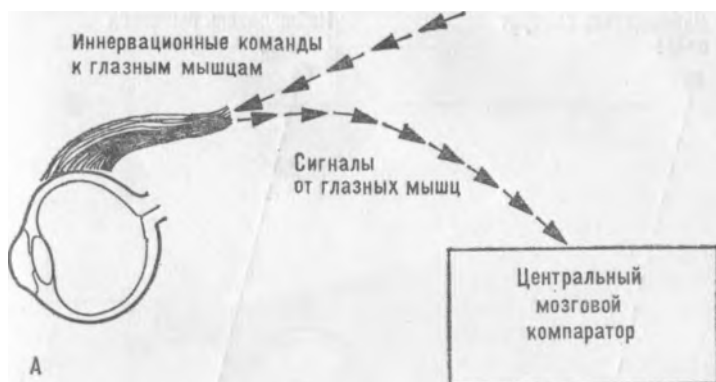 Иннервационные команды
к глазным мышцам
Сигналы
от глазных мышц
Центральный
мозговой
компаратор
А